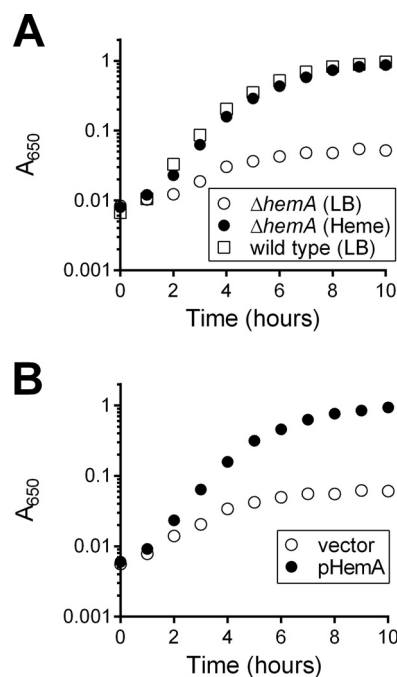 A
A650
1
0.1
0.01
0.001
ΔhemA (LB)
ΔhemA (Heme)
wild type (LB)
0 2 4 6 8 10
Time (hours)
B
A650
1
0.1
0.01
0.001
vector
pHemA
0 2 4 6 8 10
Time (hours)